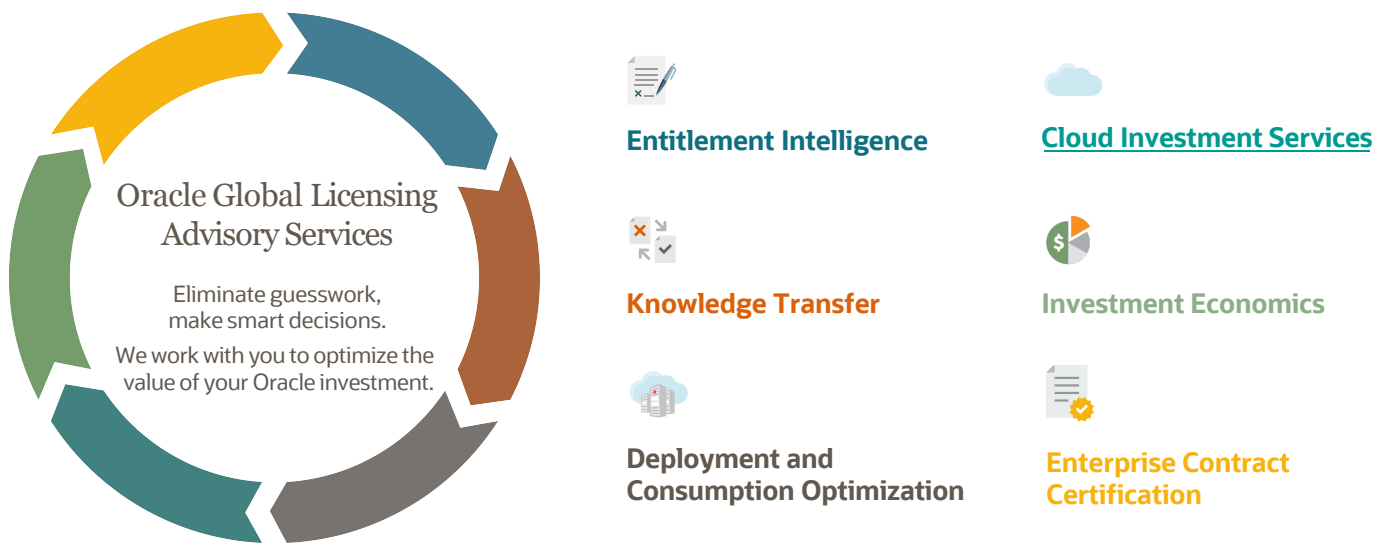 Oracle Global Licensing
Advisory Services
Eliminate guesswork,
make smart decisions.
We work with you to optimize the
value of your Oracle investment.
Entitlement Intelligence
Cloud Investment Services
Knowledge Transfer
Investment Economics
Deployment and
Consumption Optimization
Enterprise Contract
Certification